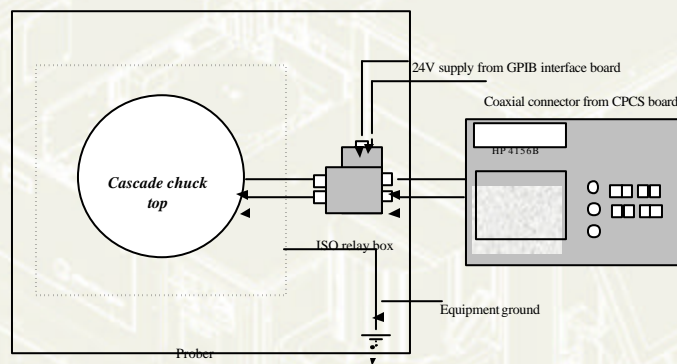 24V supply from GPIB interface board
Coaxial connector from CPCS board
HP 4156B
Cascade chuck
top
ISO relay box
Equipment ground
Prober